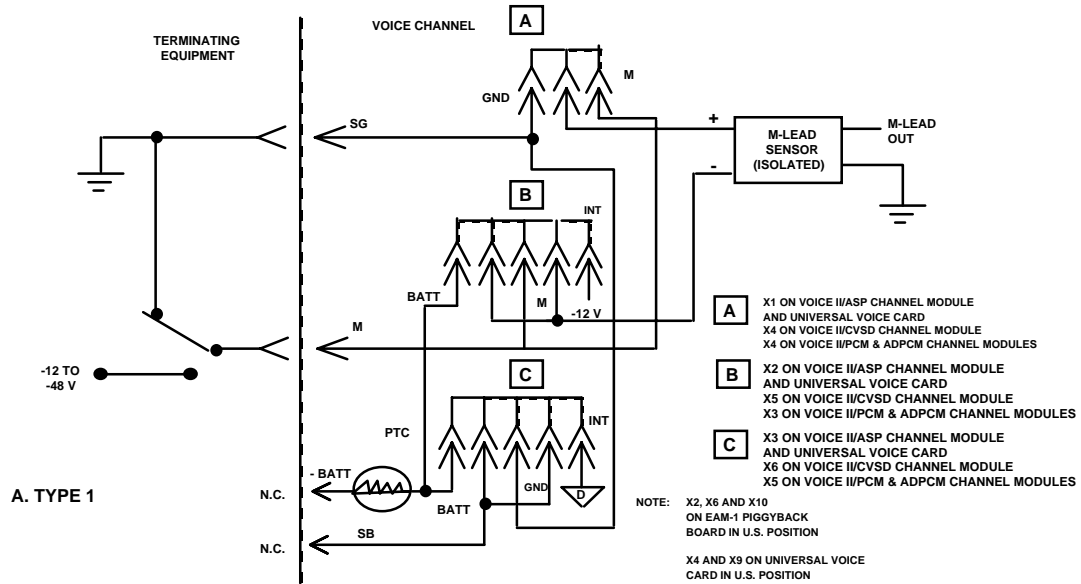 A
VOICE CHANNEL
TERMINATING
EQUIPMENT
M
GND
SG
+
-
M-LEAD
SENSOR
(ISOLATED)
M-LEAD
OUT
B
INT
BATT
M
-12 V
M
-12 TO
-48 V
C
INT
PTC
- BATT
N.C.
GND
D
BATT
SB
N.C.
A. TYPE 1
A
X1 ON VOICE II/ASP CHANNEL MODULE
AND UNIVERSAL VOICE CARD
X4 ON VOICE II/CVSD CHANNEL MODULE
X4 ON VOICE II/PCM & ADPCM CHANNEL MODULES
B
X2 ON VOICE II/ASP CHANNEL MODULE
AND UNIVERSAL VOICE CARD
X5 ON VOICE II/CVSD CHANNEL MODULE
X3 ON VOICE II/PCM & ADPCM CHANNEL MODULES
C
X3 ON VOICE II/ASP CHANNEL MODULE
AND UNIVERSAL VOICE CARD
X6 ON VOICE II/CVSD CHANNEL MODULE
X5 ON VOICE II/PCM & ADPCM CHANNEL MODULES
NOTE: X2, X6 AND X10
ON EAM-1 PIGGYBACK
BOARD IN U.S. POSITION
X4 AND X9 ON UNIVERSAL VOICE
CARD IN U.S. POSITION